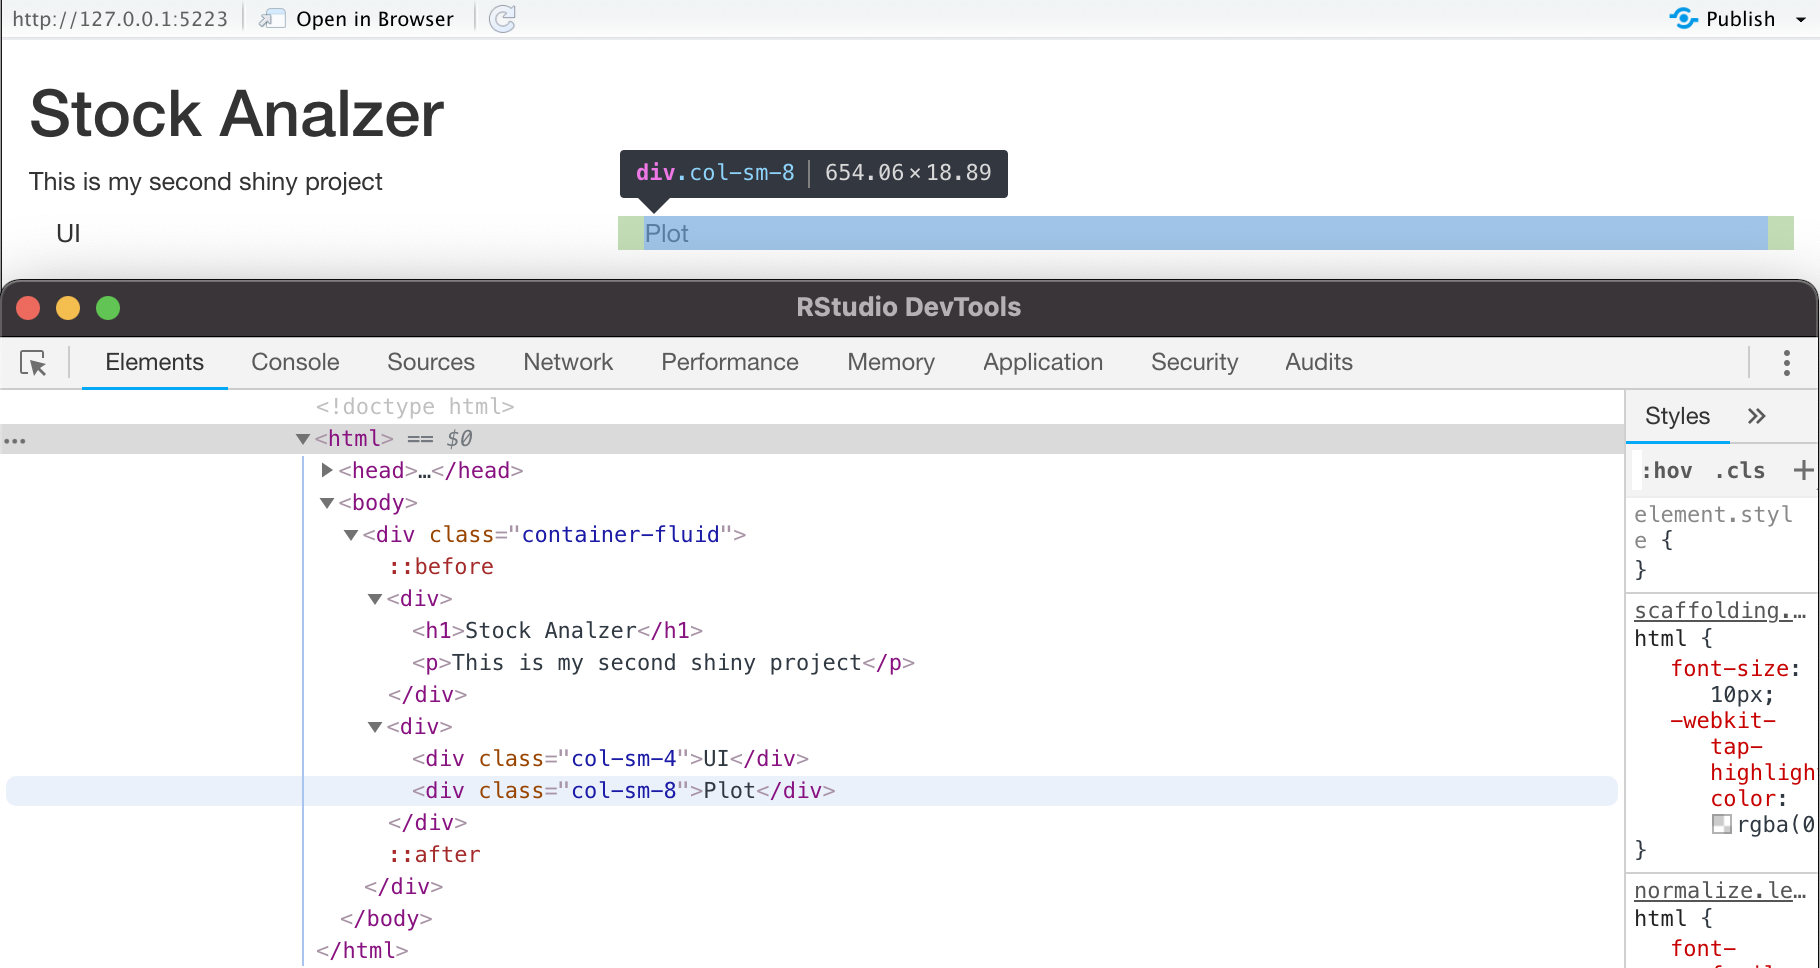 http://127.0.0.1:5223 Open in Browser Publish
Stock Analzer
This is my second shiny project
div.col-sm-8 654.06×18.89
UI Plot
RStudio DevTools
Elements Console Sources Network Performance Memory Application Security Audits
<!doctype html>
... <html> == $0
<head>…</head>
<body>
<div class="container-fluid">
::before
<div>
<h1>Stock Analzer</h1>
<p>This is my second shiny project</p>
</div>
<div>
<div class="col-sm-4">UI</div>
<div class="col-sm-8">Plot</div>
</div>
::after
</div>
</body>
</html>
Styles »
:hov .cls +
element.styl
e {
}
scaffolding.…
html {
font-size:
10px;
-webkit-
tap-
highligh
color:
rgba(0
}
normalize.le…
html {
font-